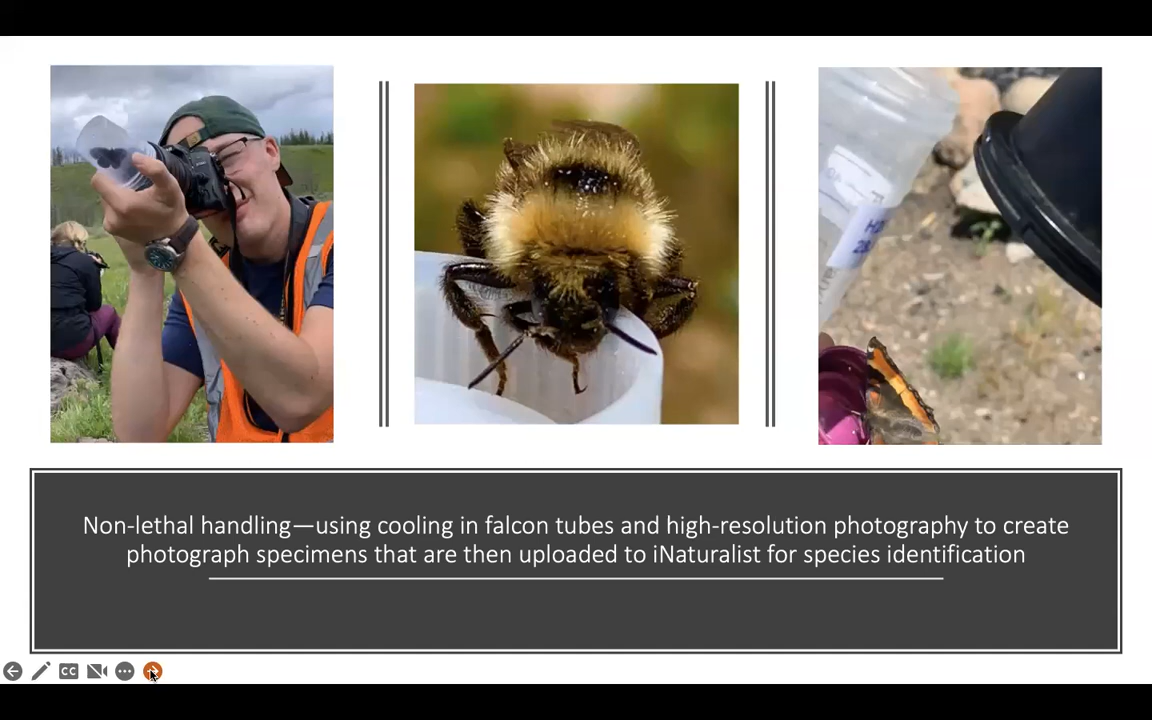 Non-lethal handling—using cooling in falcon tubes and high-resolution photography to create
photograph specimens that are then uploaded to iNaturalist for species identification
CC